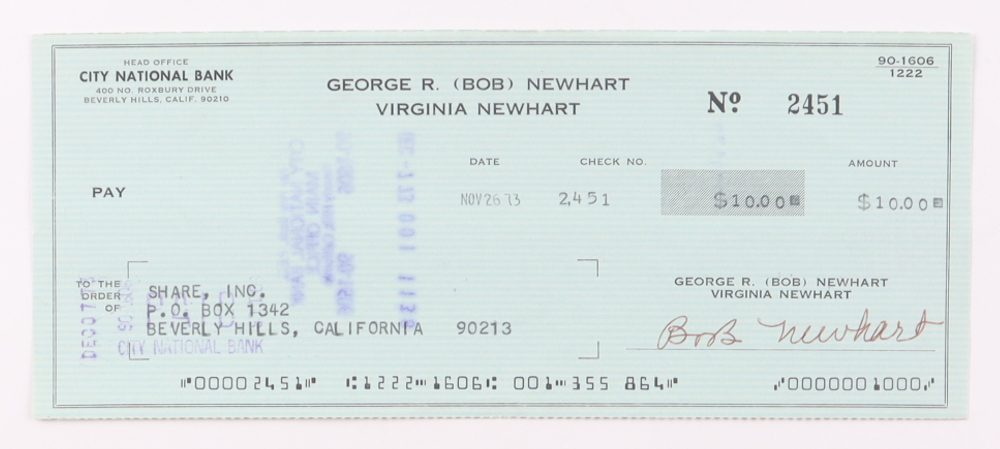 HEAD OFFICE
CITY NATIONAL BANK
400 NO. ROXBURY DRIVE
BEVERLY HILLS, CALIF. 90210
GEORGE R. (BOB) NEWHART
VIRGINIA NEWHART
90-1606
1222
Nº 2451
DATE CHECK NO. AMOUNT
PAY
NOV 26 73 2,451 $10.00 $10.00
TO THE
ORDER
OF
SHARE, INC.
P.O. BOX 1342
BEVERLY HILLS, CALIFORNIA 90213
CITY NATIONAL BANK
GEORGE R. (BOB) NEWHART
VIRGINIA NEWHART
Bob Newhart
⑈00002451⑈ ⑆1222⑉1606⑆ 001⑉355 864⑈ ⑇0000001000⑇